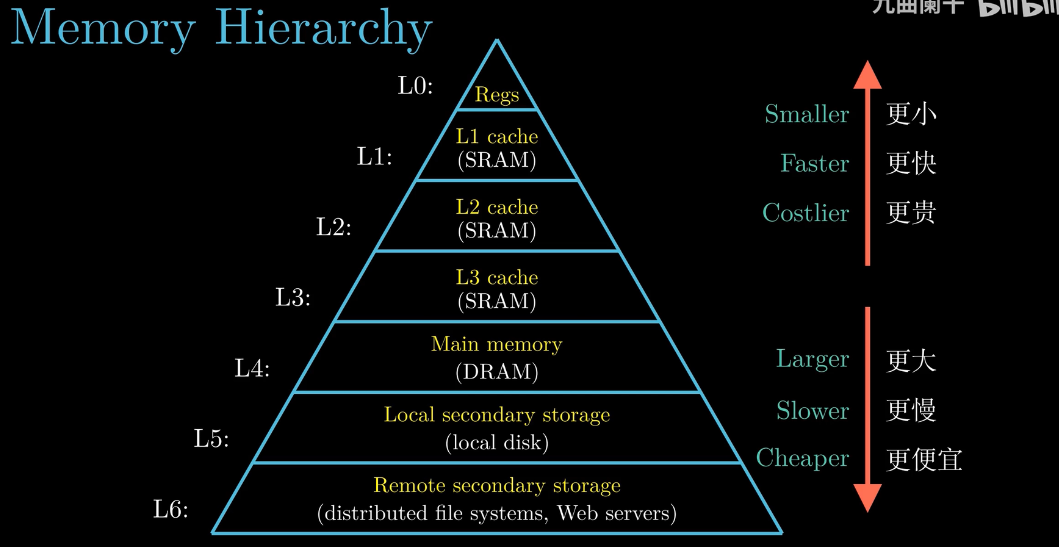 Memory Hierarchy
九曲阑干 bilibili
L0:
Regs
L1:
L1 cache
(SRAM)
L2:
L2 cache
(SRAM)
L3:
L3 cache
(SRAM)
L4:
Main memory
(DRAM)
L5:
Local secondary storage
(local disk)
L6:
Remote secondary storage
(distributed file systems, Web servers)
Smaller 更小
Faster 更快
Costlier 更贵
Larger 更大
Slower 更慢
Cheaper 更便宜